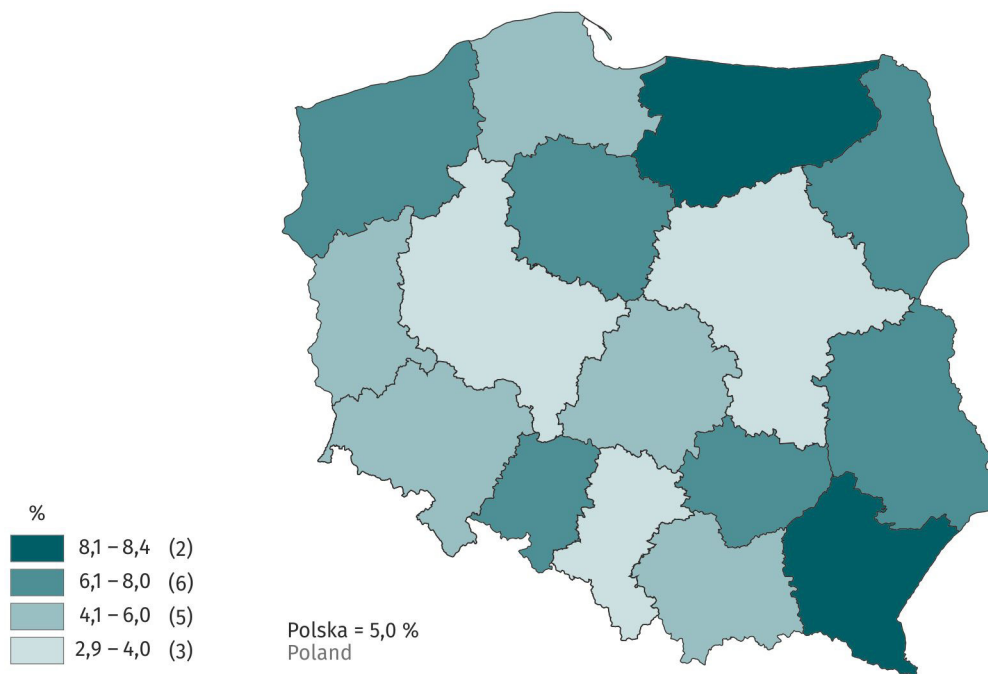 %
8,1 – 8,4 (2)
6,1 – 8,0 (6)
4,1 – 6,0 (5)
2,9 – 4,0 (3)
Polska = 5,0 %
Poland